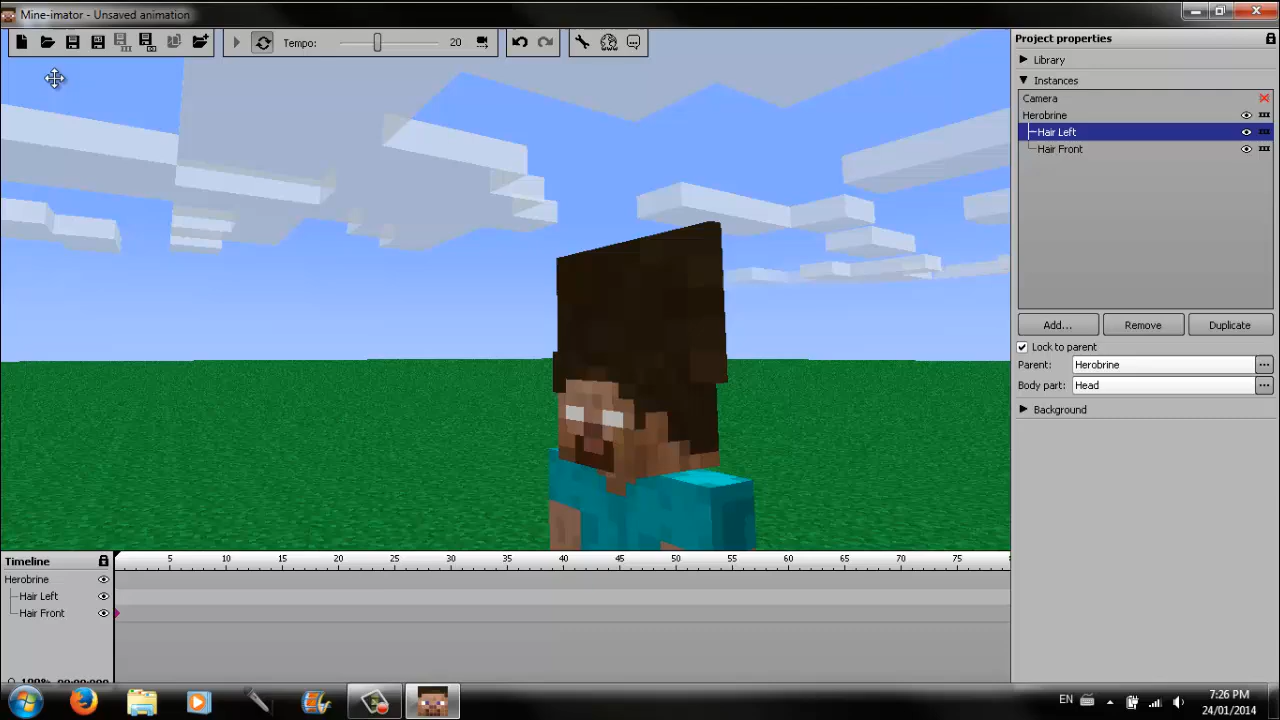 Mine-imator - Unsaved animation
Tempo: 20
Project properties
Library
Instances
Camera
Herobrine
Hair Left
Hair Front
Add... Remove Duplicate
Lock to parent
Parent: Herobrine
Body part: Head
Background
5 10 15 20 25 30 35 40 45 50 55 60 65 70 75
Timeline
Herobrine
Hair Left
Hair Front
EN
7:26 PM
24/01/2014